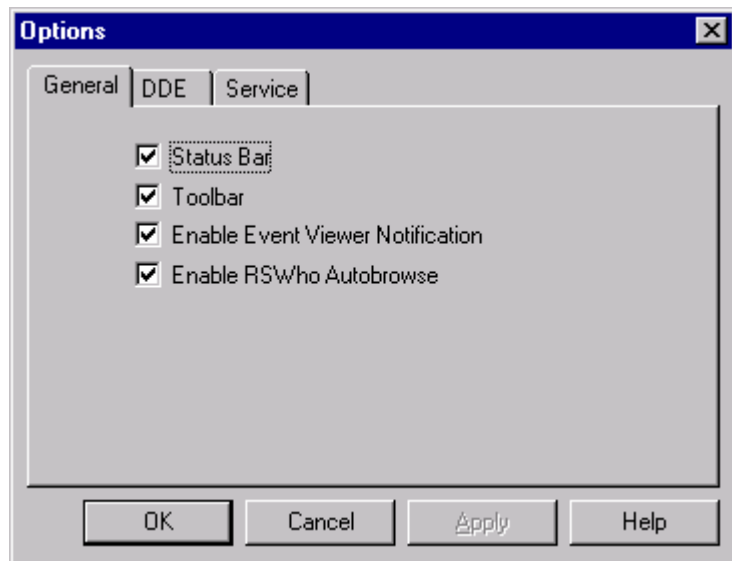 Options
General DDE Service
Status Bar
Toolbar
Enable Event Viewer Notification
Enable RSWho Autobrowse
OK Cancel Apply Help